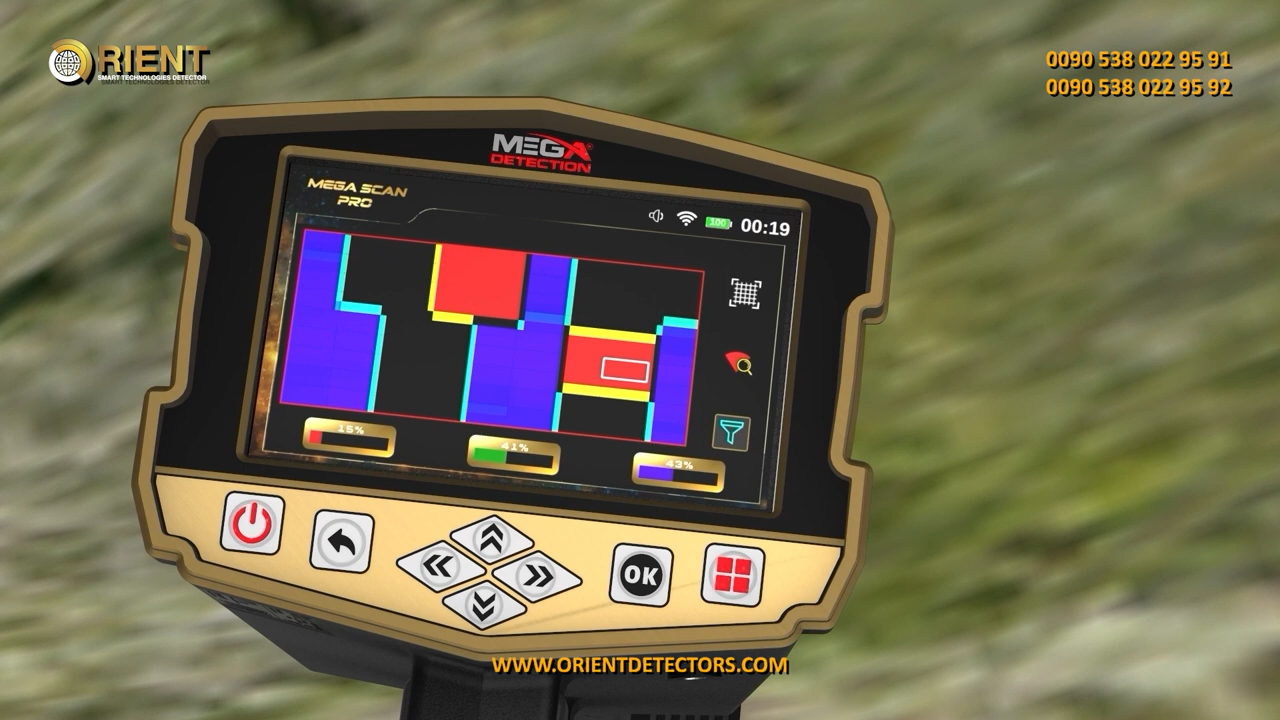 ORIENT
SMART TECHNOLOGIES DETECTOR
0090 538 022 95 91
0090 538 022 95 92
MEGA
DETECTION
MEGA SCAN
PRO
100
00:19
15%
41%
43%
OK
WWW.ORIENTDETECTORS.COM